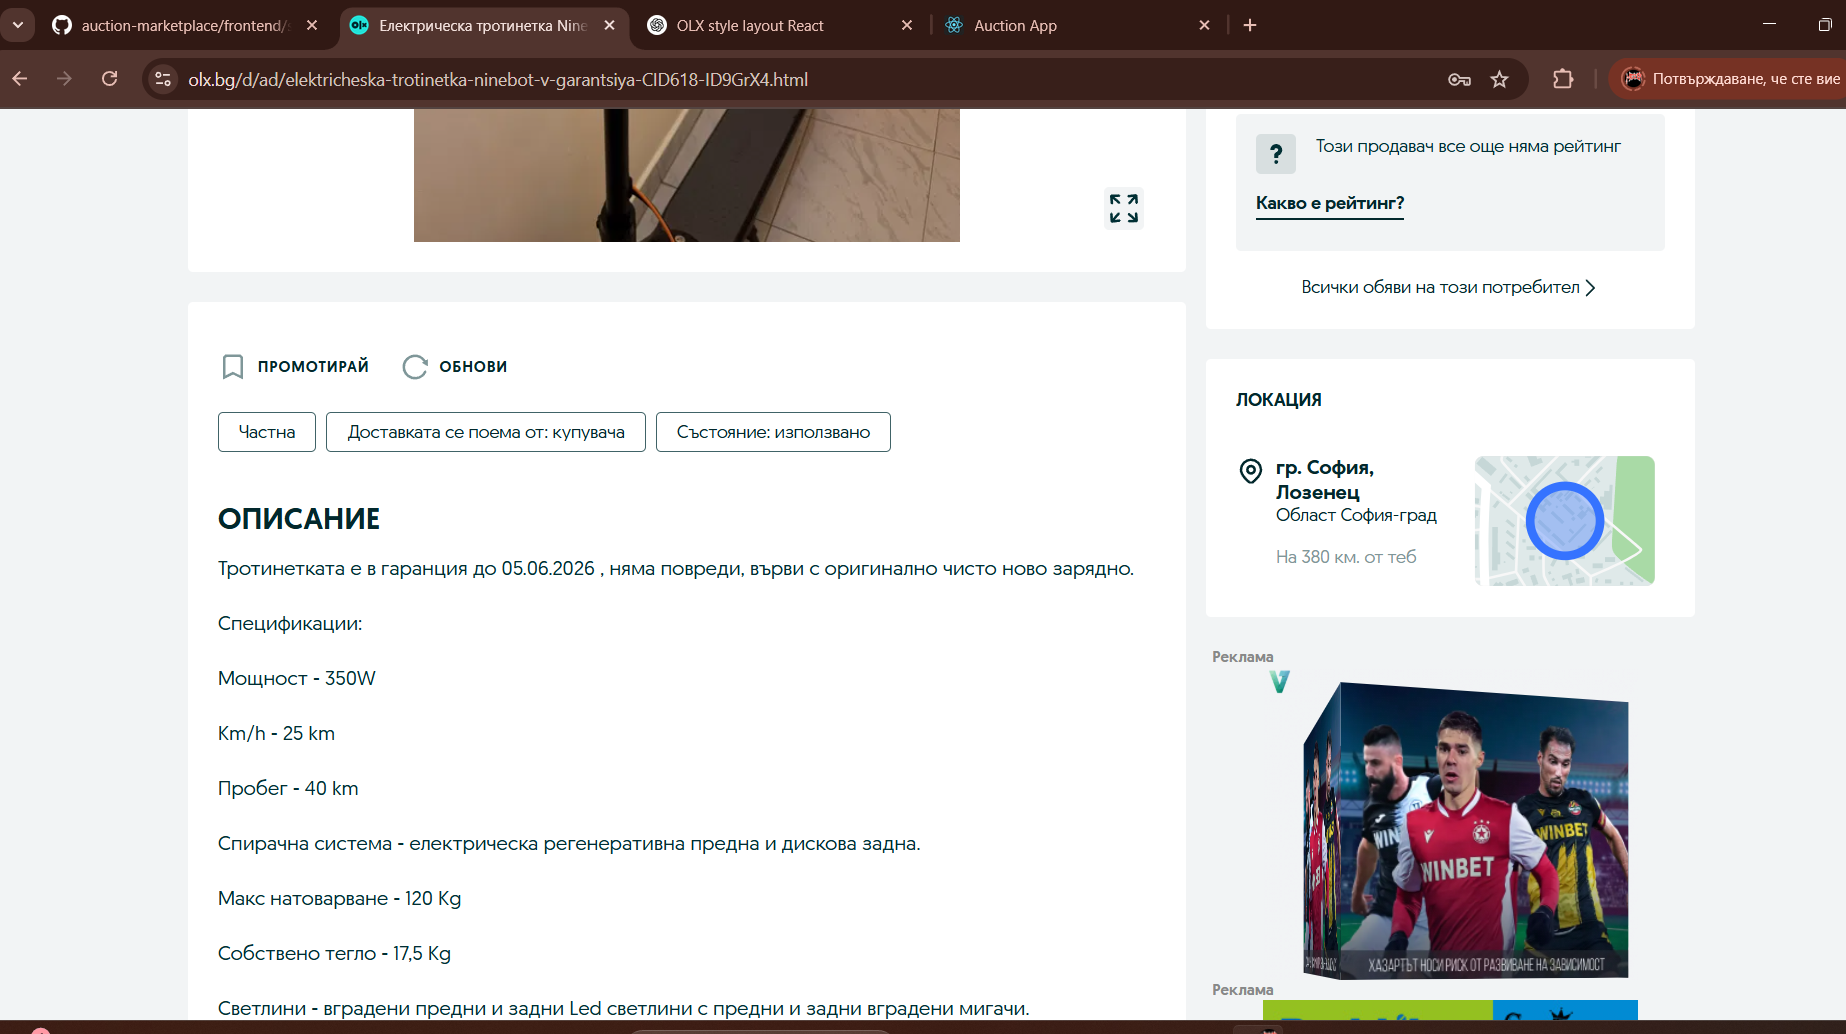 auction-marketplace/frontend/
Електрическа тротинетка Nine
OLX style layout React
Auction App
olx.bg/d/ad/elektricheska-trotinetka-ninebot-v-garantsiya-CID618-ID9GrX4.html
Потвърждаване, че сте вие
? Този продавач все още няма рейтинг
Какво е рейтинг?
Всички обяви на този потребител
ПРОМОТИРАЙ
ОБНОВИ
Частна
Доставката се поема от: купувача
Състояние: използвано
ОПИСАНИЕ
Тротинетката е в гаранция до 05.06.2026 , няма повреди, върви с оригинално чисто ново зарядно.
Спецификации:
Мощност - 350W
Km/h - 25 km
Пробег - 40 km
Спирачна система - електрическа регенеративна предна и дискова задна.
Макс натоварване - 120 Kg
Собствено тегло - 17,5 Kg
Светлини - вградени предни и задни Led светлини с предни и задни вградени мигачи.
ЛОКАЦИЯ
гр. София,
Лозенец
Област София-град
На 380 км. от теб
Реклама
WINBET
WINBET
ХАЗАРТЪТ НОСИ РИСК ОТ РАЗВИВАНЕ НА ЗАВИСИМОСТ
Реклама